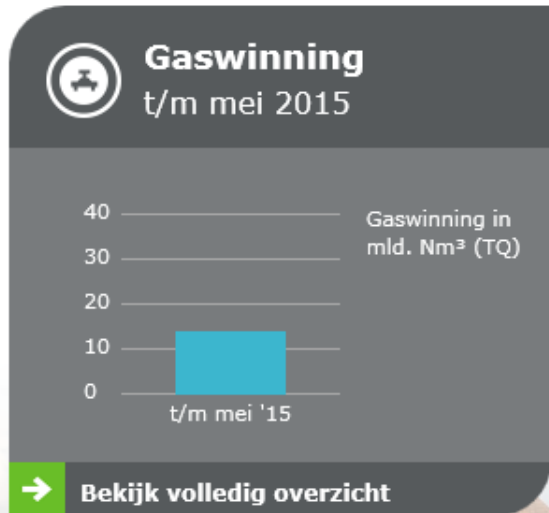 Gaswinning
t/m mei 2015
40
Gaswinning in
mld. Nm³ (TQ)
30
20
10
0
t/m mei '15
Bekijk volledig overzicht